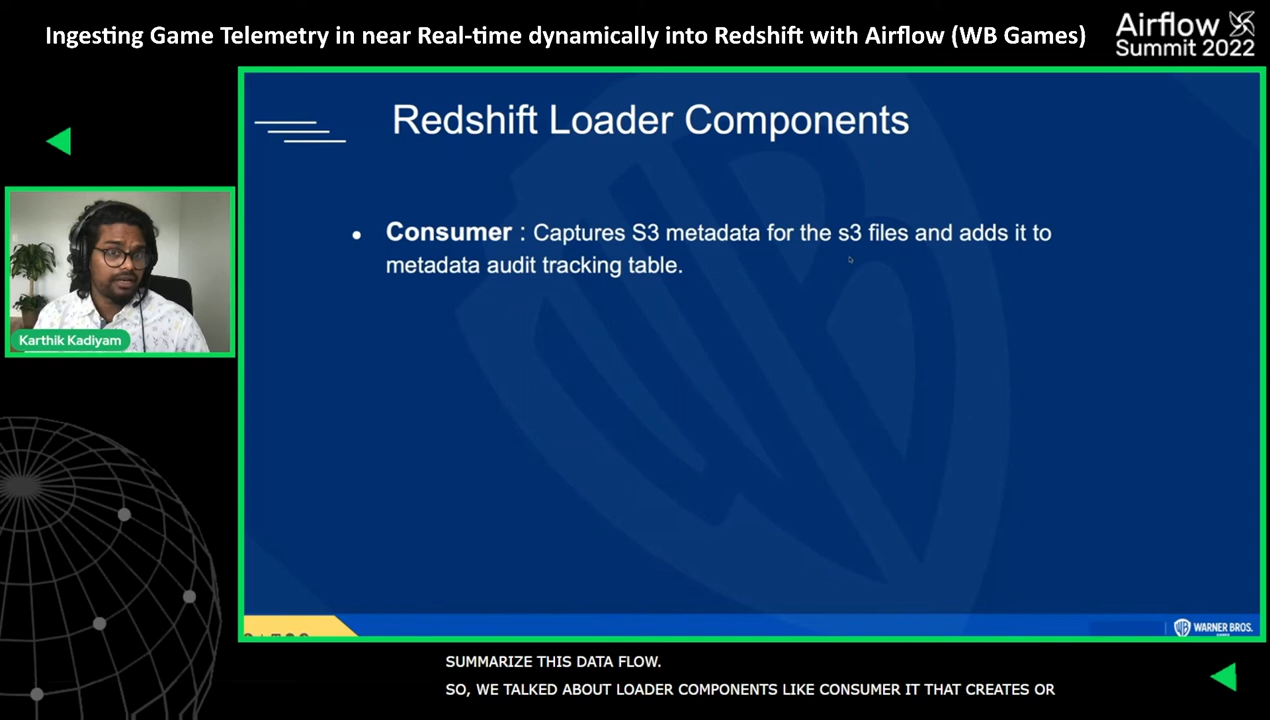 Ingesting Game Telemetry in near Real-time dynamically into Redshift with Airflow (WB Games)
Airflow
Summit 2022
Redshift Loader Components
• Consumer : Captures S3 metadata for the s3 files and adds it to
metadata audit tracking table.
Karthik Kadiyam
WARNER BROS.
GAMES
SUMMARIZE THIS DATA FLOW.
SO, WE TALKED ABOUT LOADER COMPONENTS LIKE CONSUMER IT THAT CREATES OR